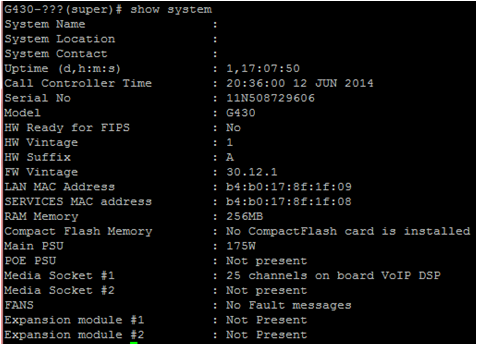 G430-???(super)# show system
System Name :
System Location :
System Contact :
Uptime (d,h:m:s) : 1,17:07:50
Call Controller Time : 20:36:00 12 JUN 2014
Serial No : 11N508729606
Model : G430
HW Ready for FIPS : No
HW Vintage : 1
HW Suffix : A
FW Vintage : 30.12.1
LAN MAC Address : b4:b0:17:8f:1f:09
SERVICES MAC address : b4:b0:17:8f:1f:08
RAM Memory : 256MB
Compact Flash Memory : No CompactFlash card is installed
Main PSU : 175W
POE PSU : Not present
Media Socket #1 : 25 channels on board VoIP DSP
Media Socket #2 : Not present
FANS : No Fault messages
Expansion module #1 : Not Present
Expansion module #2 : Not Present